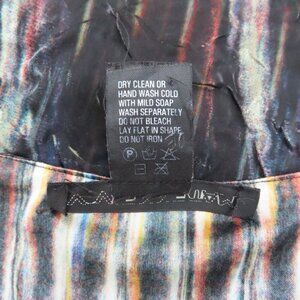 DRY CLEAN OR
HAND WASH COLD
WITH MILD SOAP
WASH SEPARATELY
DO NOT BLEACH
LAY FLAT IN SHAPE
DO NOT IRON
P